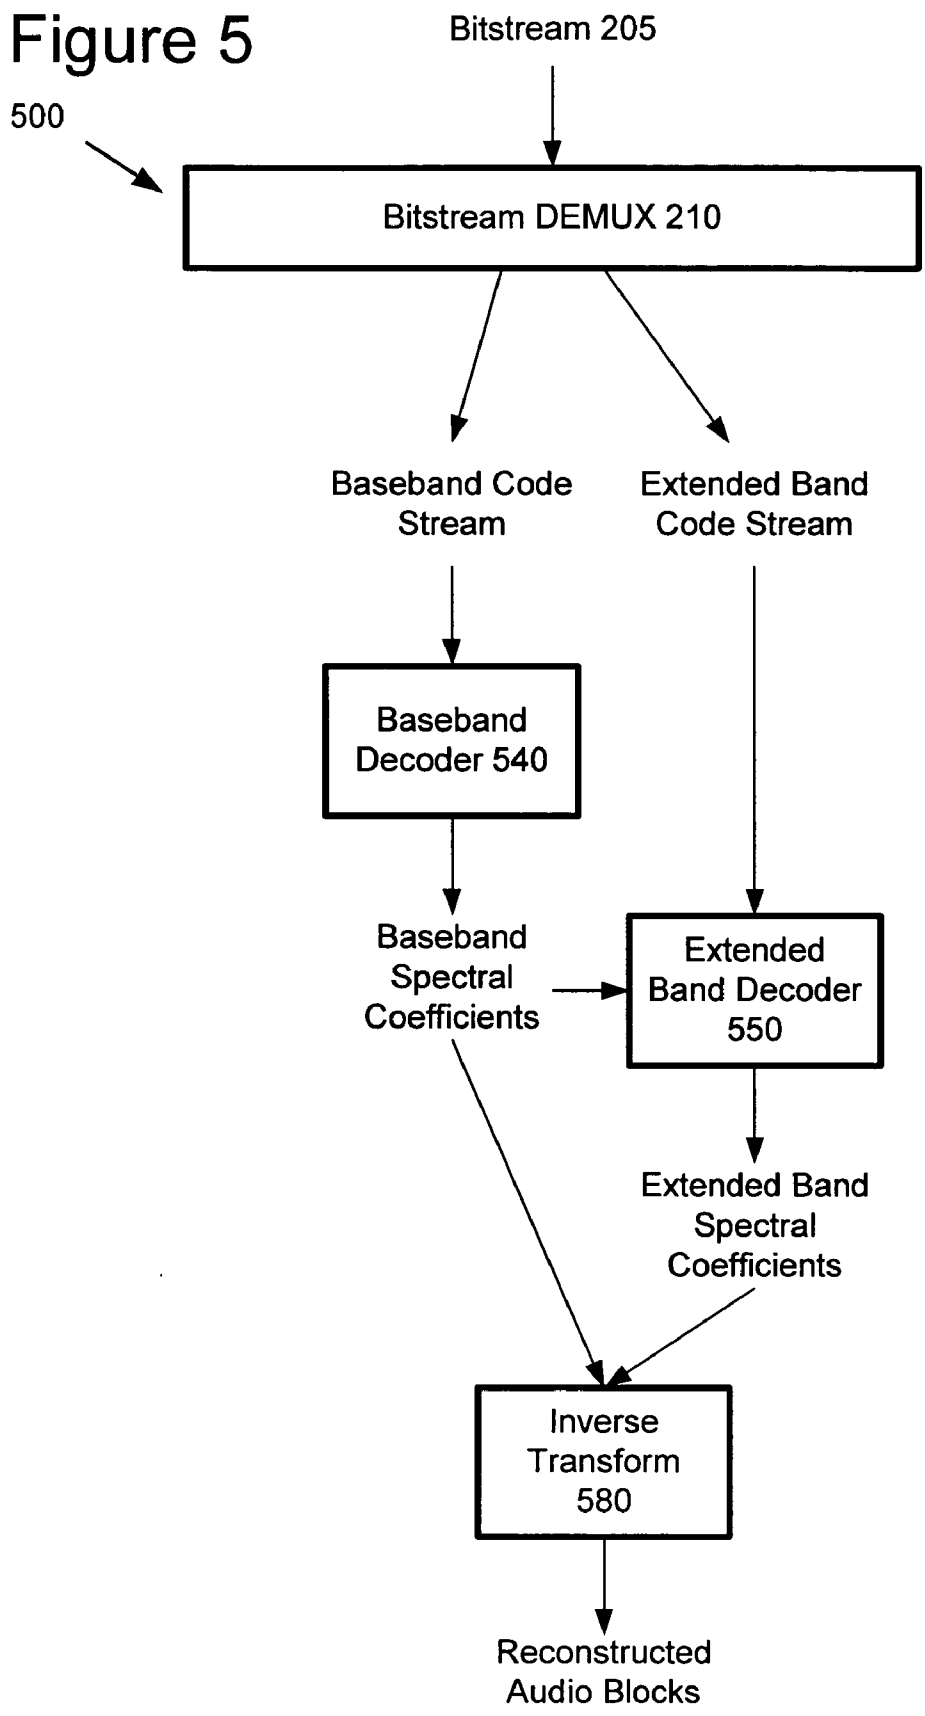 Figure 5
Bitstream 205
500
Bitstream DEMUX 210
Baseband Code
Stream
Extended Band
Code Stream
Baseband
Decoder 540
Baseband
Spectral
Coefficients
Extended
Band Decoder
550
Extended Band
Spectral
Coefficients
Inverse
Transform
580
Reconstructed
Audio Blocks